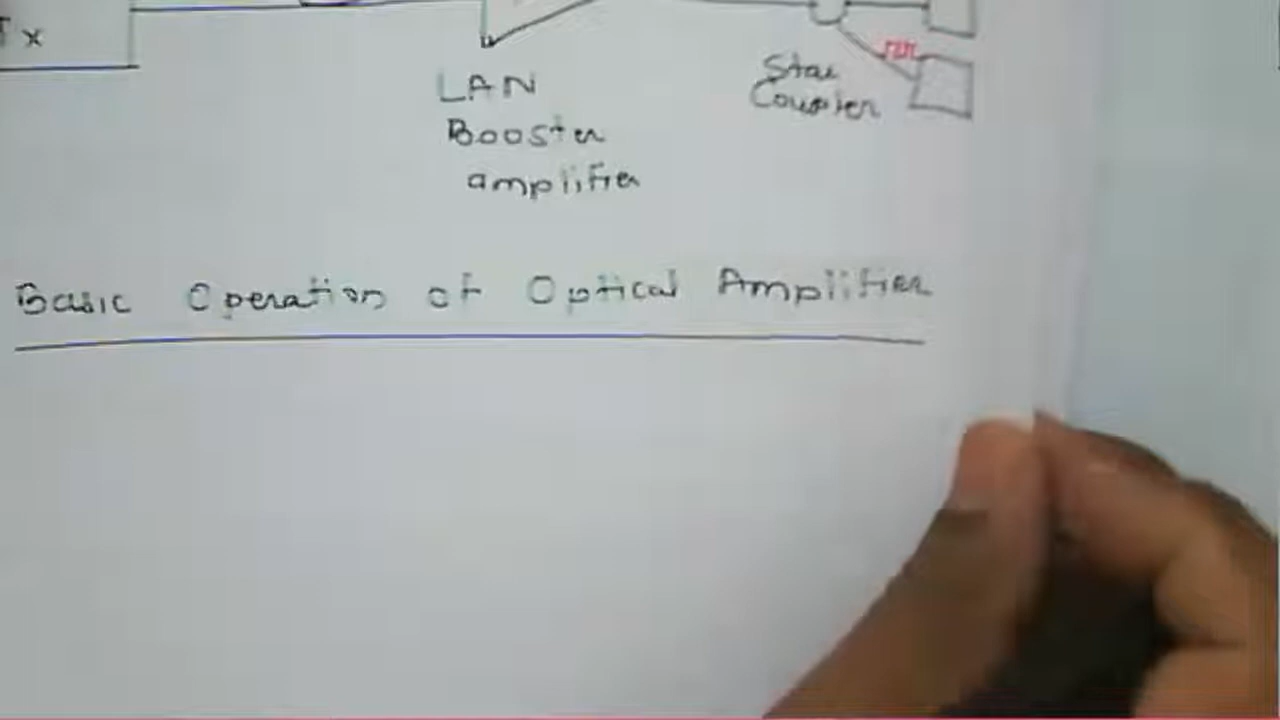 Tx
Star
Coupler
LAN
Booster
amplifier
Basic Operation of Optical Amplifier